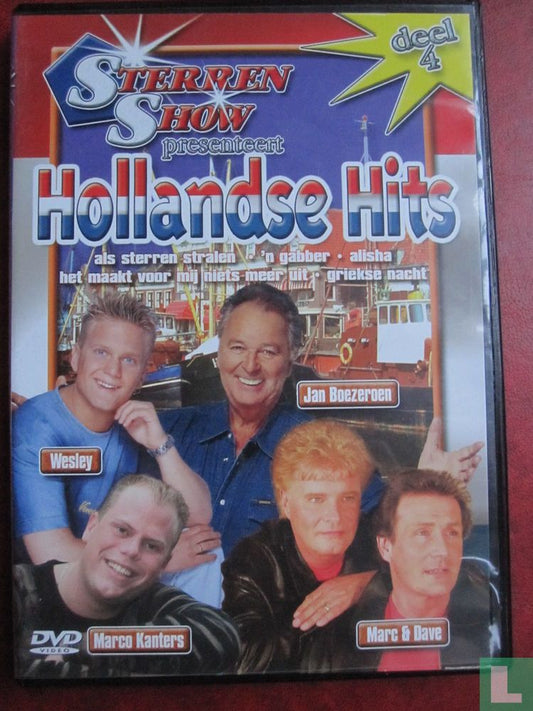 deel
4
STERREN
SHOW
presenteert
Hollandse Hits
als sterren stralen • 'n gabber • alisha
het maakt voor mij niets meer uit • griekse nacht
Jan Boezeroen
Wesley
Marco Kanters
Marc & Dave
DVD
VIDEO
L